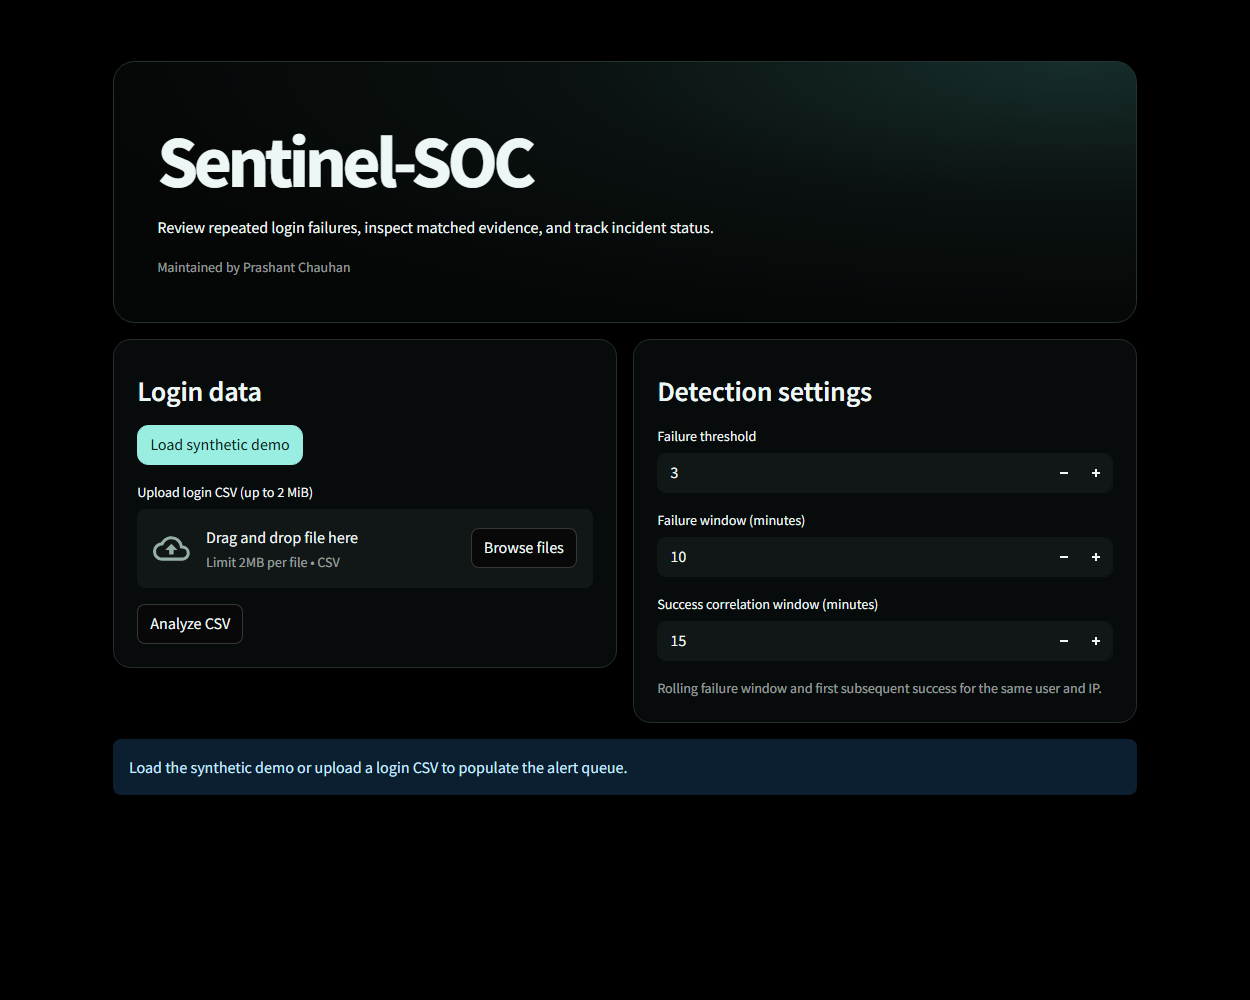 Sentinel-SOC
Review repeated login failures, inspect matched evidence, and track incident status.
Maintained by Prashant Chauhan
Login data
Load synthetic demo
Upload login CSV (up to 2 MiB)
Drag and drop file here
Limit 2MB per file • CSV
Browse files
Analyze CSV
Detection settings
Failure threshold
3
Failure window (minutes)
10
Success correlation window (minutes)
15
Rolling failure window and first subsequent success for the same user and IP.
Load the synthetic demo or upload a login CSV to populate the alert queue.